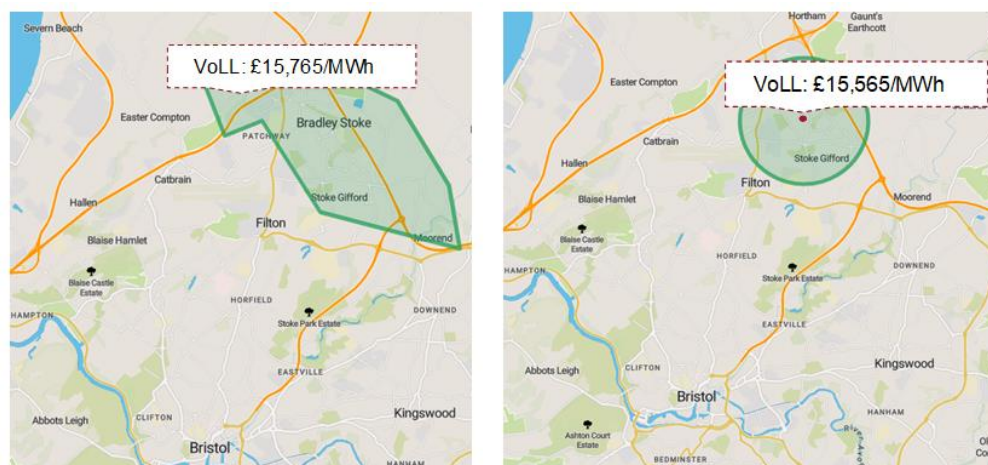 Severn Beach
VoLL: £15,765/MWh
Easter Compton
PATCHWAY
Bradley Stoke
Catbrain
Hallen
Stoke Gifford
Filton
Moorend
Blaise Hamlet
Blaise Castle
Estate
HAMPTON
HORFIELD
DOWNEND
Stoke Park Estate
EASTVILLE
Abbots Leigh
CLIFTON
Kingswood
Bristol
HANHAM
Hortham
Gaunt's
Earthcott
VoLL: £15,565/MWh
Easter Compton
Catbrain
Hallen
Stoke Gifford
Filton
Moorend
Blaise Hamlet
Blaise Castle
Estate
HORFIELD
DOWNEND
Stoke Park Estate
HAMPTON
EASTVILLE
Abbots Leigh
CLIFTON
Kingswood
Bristol
HANHAM
Ashton Court
Estate
BEDMINSTER